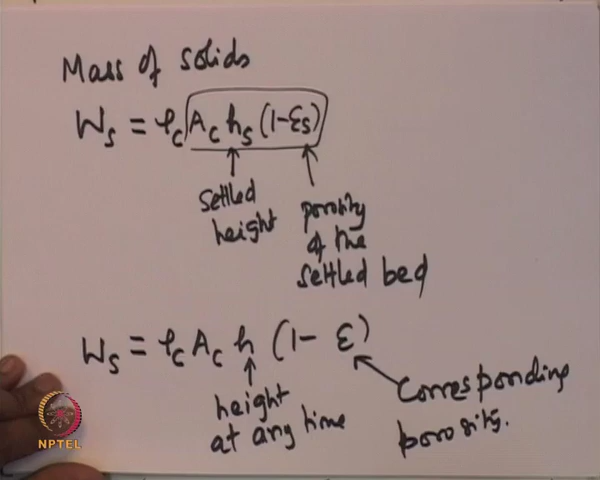 Mass of solids
Ws = ρc Ac hs (1-εs)
settled height
porosity of the settled bed
Ws = ρc Ac h (1- ε)
height at any time
Corresponding porosity.
NPTEL